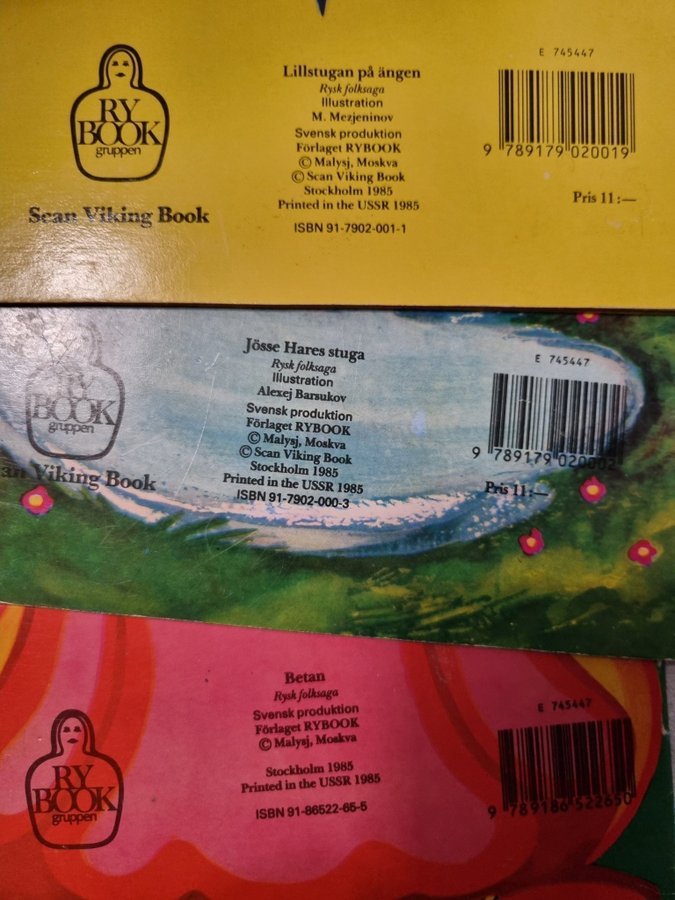 RY
BOOK
gruppen
Scan Viking Book
Lillstugan på ängen
Rysk folksaga
Illustration
M. Mezjeninov
Svensk produktion
Förlaget RYBOOK
© Malysj, Moskva
© Scan Viking Book
Stockholm 1985
Printed in the USSR 1985
ISBN 91-7902-001-1
E 745447
9 789179 020019
Pris 11:—
RY
BOOK
gruppen
an Viking Book
Jösse Hares stuga
Rysk folksaga
Illustration
Alexej Barsukov
Svensk produktion
Förlaget RYBOOK
© Malysj, Moskva
© Scan Viking Book
Stockholm 1985
Printed in the USSR 1985
ISBN 91-7902-000-3
E 745447
9 789179 020002
Pris 11:—
RY
BOOK
gruppen
Betan
Rysk folksaga
Svensk produktion
Förlaget RYBOOK
© Malysj, Moskva
Stockholm 1985
Printed in the USSR 1985
ISBN 91-86522-65-5
E 745447
9 789186 522650